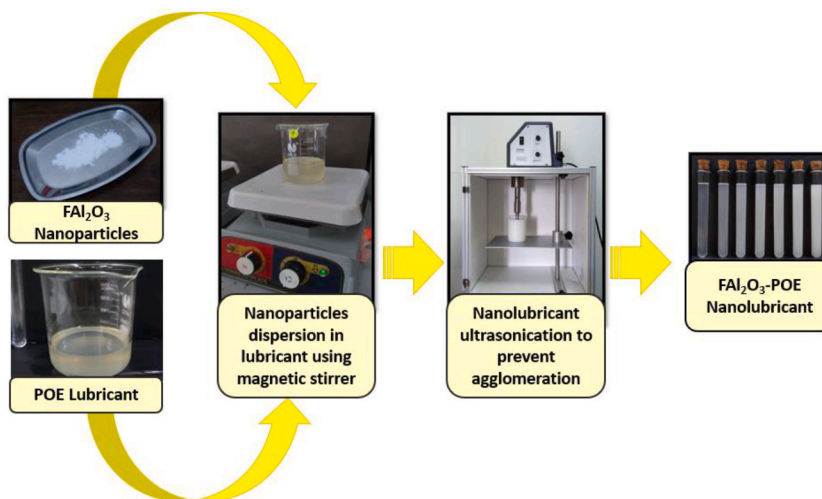 FAl₂O₃
Nanoparticles
POE Lubricant
Nanoparticles
dispersion in
lubricant using
magnetic stirrer
Nanolubricant
ultrasonication to
prevent
agglomeration
FAl₂O₃-POE
Nanolubricant